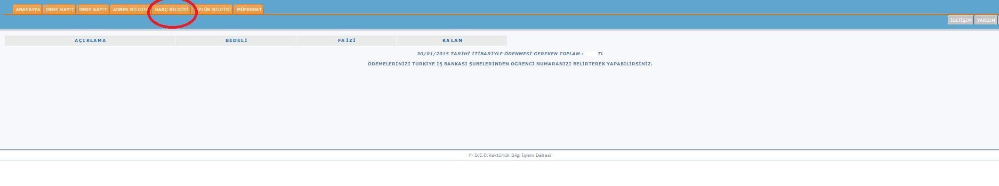 ANASAYFA DERS KAYIT DERS KAYIT ADRES BİLGİSİ HARÇ BİLGİSİ BİLGİSİ MÜFREDAT
İLETİŞİM YARDIM
AÇIKLAMA BEDELİ FAİZİ KALAN
30/01/2015 TARİHİ İTİBARİYLE ÖDENMESİ GEREKEN TOPLAM : TL
ÖDEMELERİNİZİ TÜRKİYE İŞ BANKASI ŞUBELERİNDEN ÖĞRENCİ NUMARANIZI BELİRTEREK YAPABİLİRSİNİZ.
© D.E.Ü.Rektörlük Bilgi İşlem Dairesi